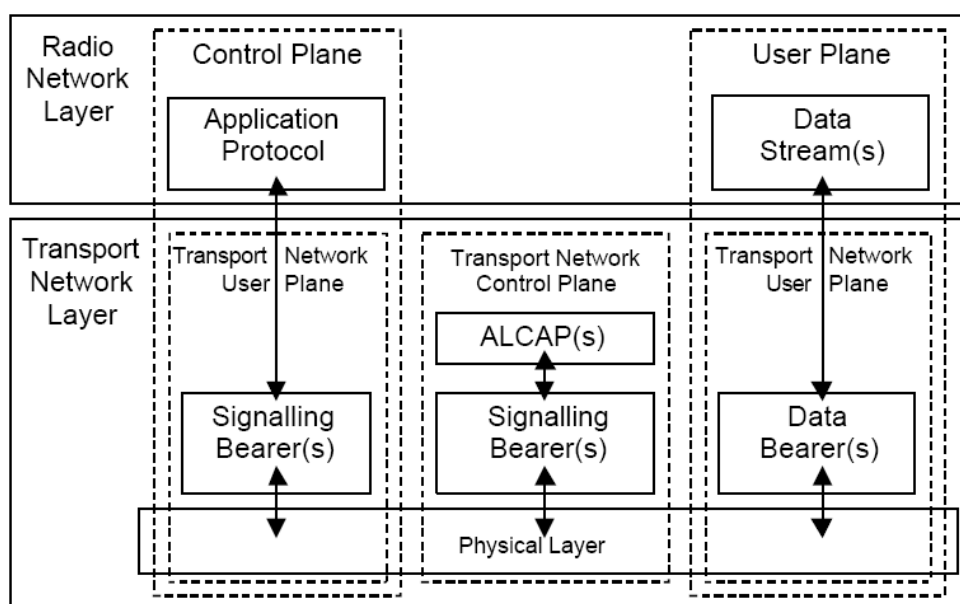 Radio
Network
Layer
Control Plane
User Plane
Application
Protocol
Data
Stream(s)
Transport
Network
Layer
Transport Network
User Plane
Transport Network
Control Plane
Transport Network
User Plane
ALCAP(s)
Signalling
Bearer(s)
Signalling
Bearer(s)
Data
Bearer(s)
Physical Layer